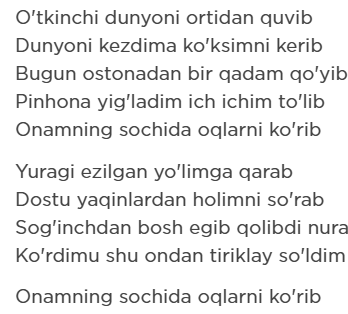 O'tkinchi dunyoni ortidan quvib
Dunyoni kezdima ko'ksimni kerib
Bugun ostonadan bir qadam qo'yib
Pinhona yig'ladim ich ichim to'lib
Onamning sochida oqlarni ko'rib
Yuragi ezilgan yo'limga qarab
Dostu yaqinlardan holimni so'rab
Sog'inchdan bosh egib qolibdi nura
Ko'rdimu shu ondan tiriklay so'ldim
Onamning sochida oqlarni ko'rib